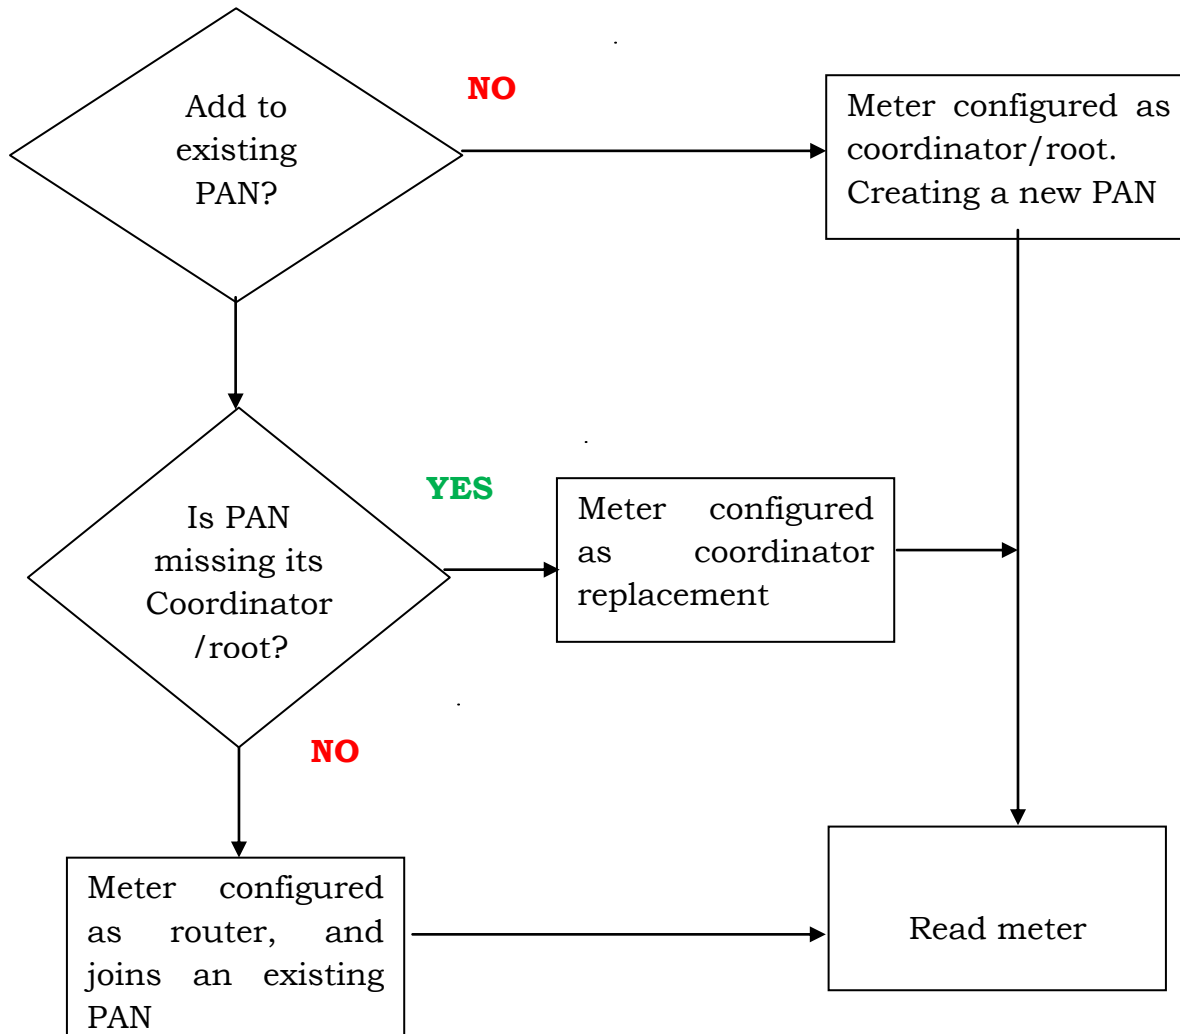 Add to
existing
PAN?
NO
Meter configured as
coordinator/root.
Creating a new PAN
Is PAN
missing its
Coordinator
/root?
YES
Meter configured
as coordinator
replacement
NO
Meter configured
as router, and
joins an existing
PAN
Read meter